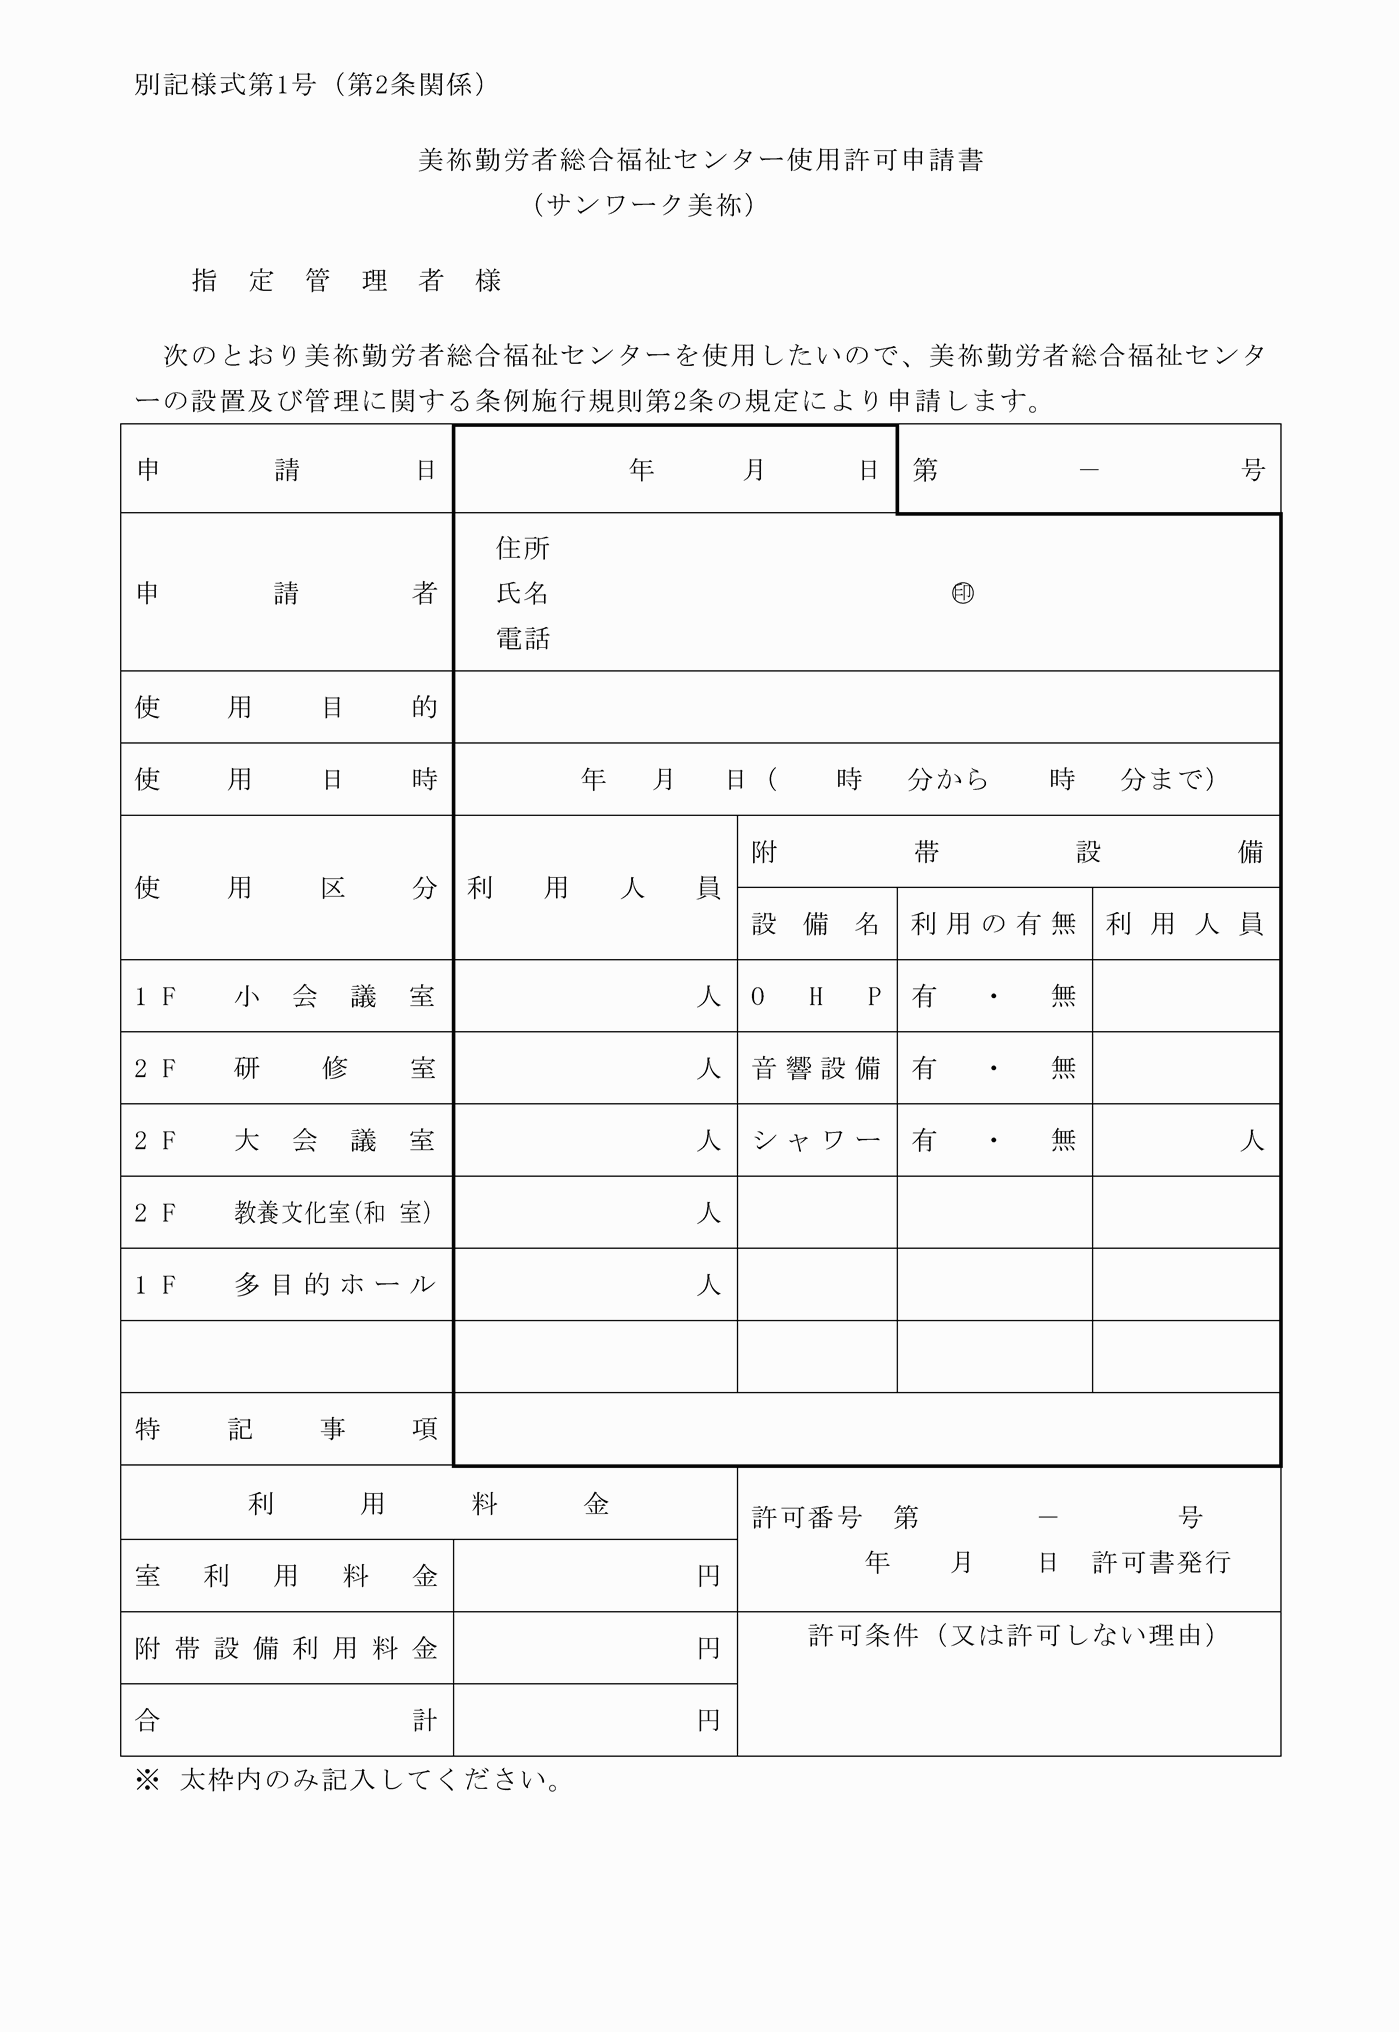 別記様式第1号（第2条関係）
美祢勤労者総合福祉センター使用許可申請書
（サンワーク美祢）
指定管理者様
次のとおり美祢勤労者総合福祉センターを使用したいので、美祢勤労者総合福祉センタ
ーの設置及び管理に関する条例施行規則第2条の規定により申請します。
申請日 年 月 日 第 － 号
申請者
住所
氏名 ㊞
電話
使用目的
使用日時 年 月 日（ 時 分から 時 分まで）
使用区分 利用人員
附帯設備
設備名 利用の有無 利用人員
1F 小会議室 人 OHP 有・無
2F 研修室 人 音響設備 有・無
2F 大会議室 人 シャワー 有・無 人
2F 教養文化室(和 室) 人
1F 多目的ホール 人
特記事項
利用料金
許可番号 第 － 号
年 月 日 許可書発行
室利用料金 円
附帯設備利用料金 円
許可条件（又は許可しない理由）
合計 円
※ 太枠内のみ記入してください。